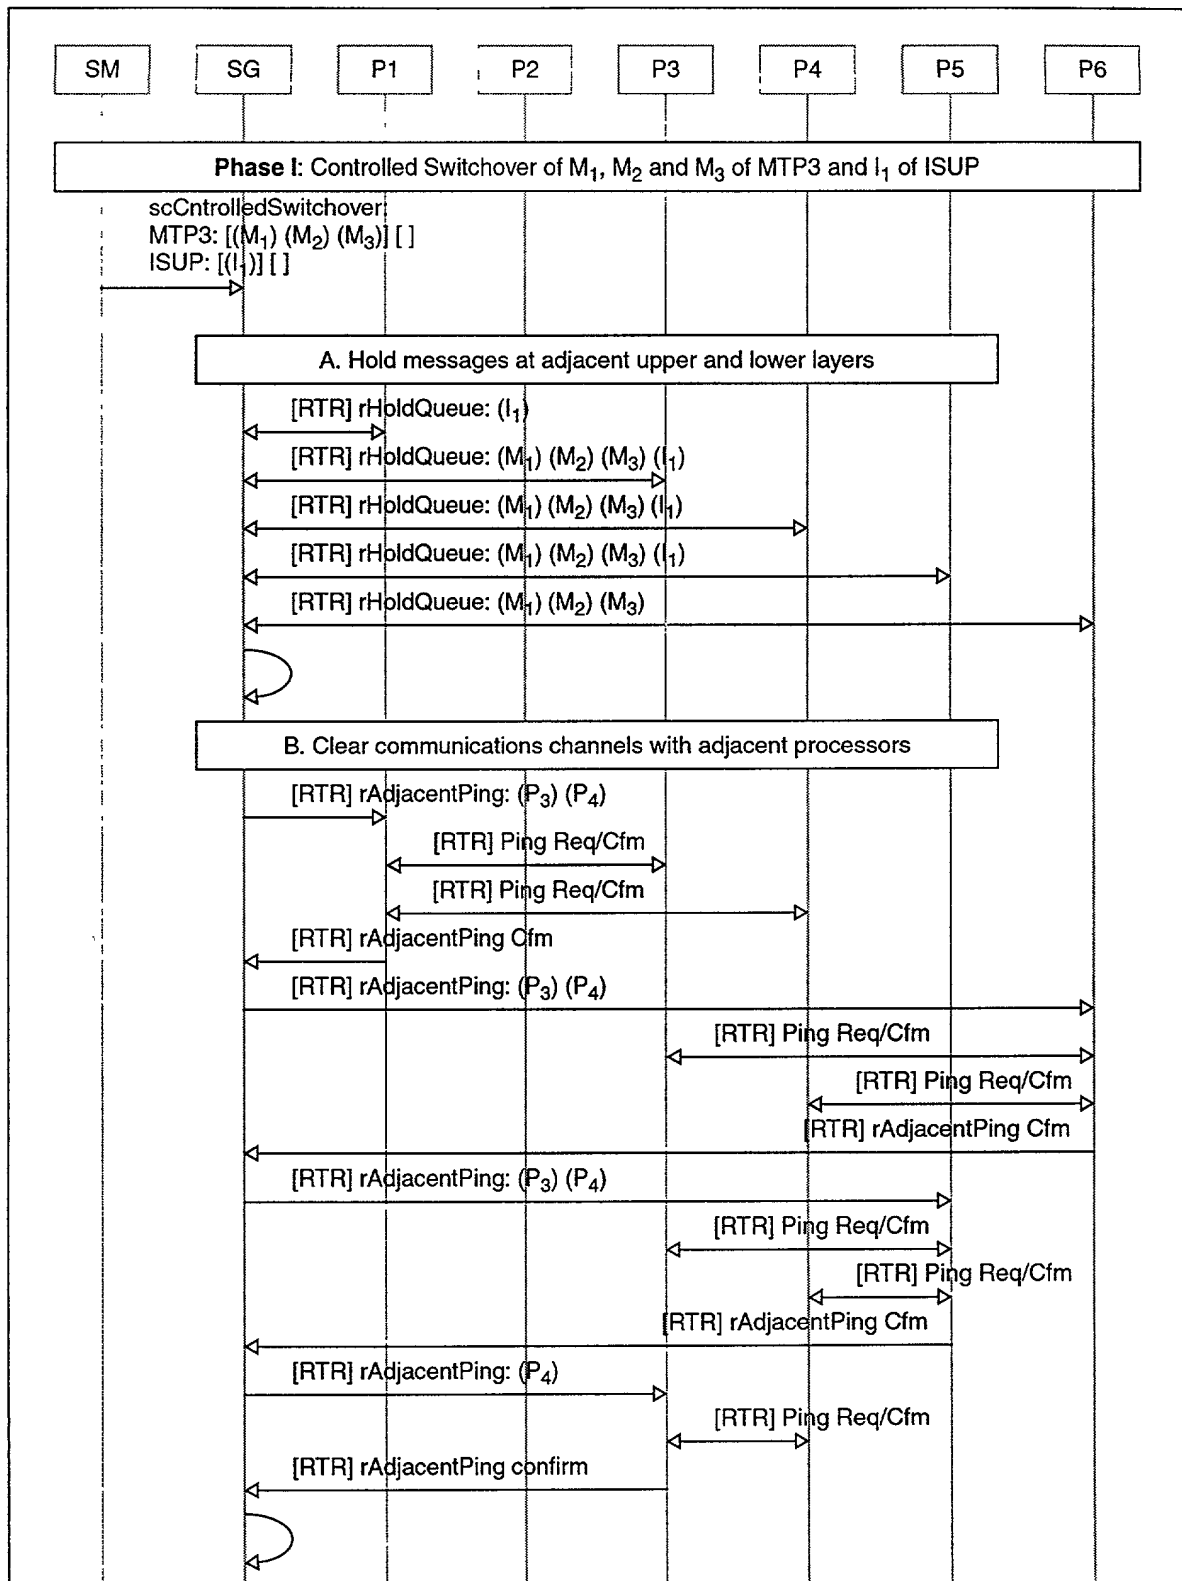 SM SG P1 P2 P3 P4 P5 P6
Phase I: Controlled Switchover of M1, M2 and M3 of MTP3 and I1 of ISUP
scCntrolledSwitchover:
MTP3: [(M1) (M2) (M3)] [ ]
ISUP: [(I1)] [ ]
A. Hold messages at adjacent upper and lower layers
[RTR] rHoldQueue: (I1)
[RTR] rHoldQueue: (M1) (M2) (M3) (I1)
[RTR] rHoldQueue: (M1) (M2) (M3) (I1)
[RTR] rHoldQueue: (M1) (M2) (M3) (I1)
[RTR] rHoldQueue: (M1) (M2) (M3)
B. Clear communications channels with adjacent processors
[RTR] rAdjacentPing: (P3) (P4)
[RTR] Ping Req/Cfm
[RTR] Ping Req/Cfm
[RTR] rAdjacentPing Cfm
[RTR] rAdjacentPing: (P3) (P4)
[RTR] Ping Req/Cfm
[RTR] Ping Req/Cfm
[RTR] rAdjacentPing Cfm
[RTR] rAdjacentPing: (P3) (P4)
[RTR] Ping Req/Cfm
[RTR] Ping Req/Cfm
[RTR] rAdjacentPing Cfm
[RTR] rAdjacentPing: (P4)
[RTR] Ping Req/Cfm
[RTR] rAdjacentPing confirm